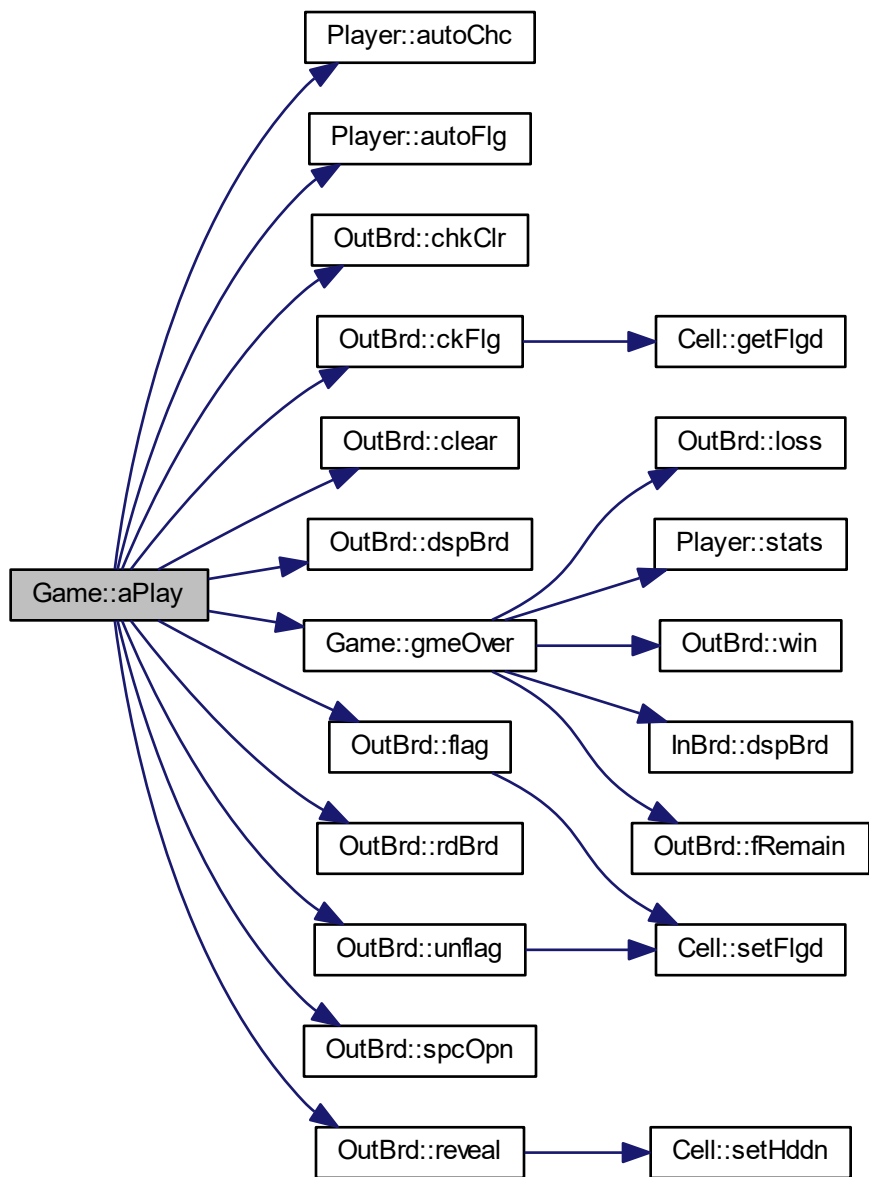 Player::autoChc
Player::autoFlg
OutBrd::chkClr
OutBrd::ckFlg
Cell::getFlgd
OutBrd::clear
OutBrd::loss
OutBrd::dspBrd
Player::stats
Game::aPlay
Game::gmeOver
OutBrd::win
OutBrd::flag
InBrd::dspBrd
OutBrd::rdBrd
OutBrd::fRemain
OutBrd::unflag
Cell::setFlgd
OutBrd::spcOpn
OutBrd::reveal
Cell::setHddn